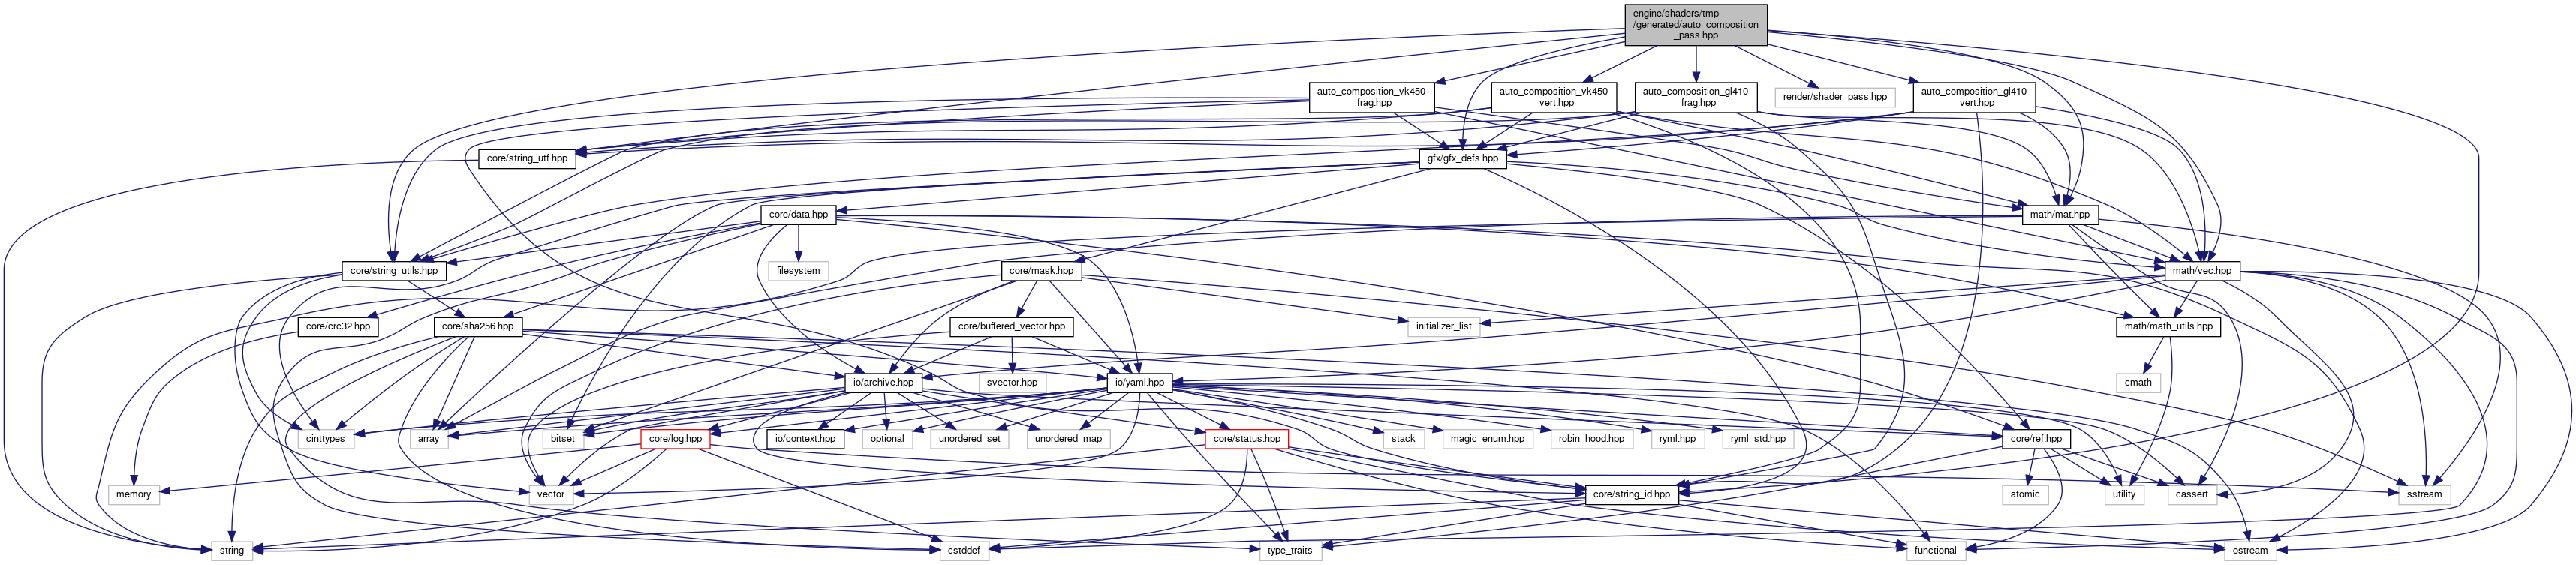 engine/shaders/tmp
/generated/auto_composition
_pass.hpp
auto_composition_vk450
_frag.hpp
auto_composition_vk450
_vert.hpp
auto_composition_gl410
_frag.hpp
render/shader_pass.hpp
auto_composition_gl410
_vert.hpp
core/string_utf.hpp
gfx/gfx_defs.hpp
core/data.hpp
math/mat.hpp
core/string_utils.hpp
filesystem
core/mask.hpp
math/vec.hpp
core/crc32.hpp
core/sha256.hpp
core/buffered_vector.hpp
initializer_list
math/math_utils.hpp
io/archive.hpp
svector.hpp
io/yaml.hpp
cmath
cinttypes
array
bitset
core/log.hpp
io/context.hpp
optional
unordered_set
unordered_map
core/status.hpp
stack
magic_enum.hpp
robin_hood.hpp
ryml.hpp
ryml_std.hpp
core/ref.hpp
memory
vector
core/string_id.hpp
atomic
utility
cassert
sstream
string
cstddef
type_traits
functional
ostream